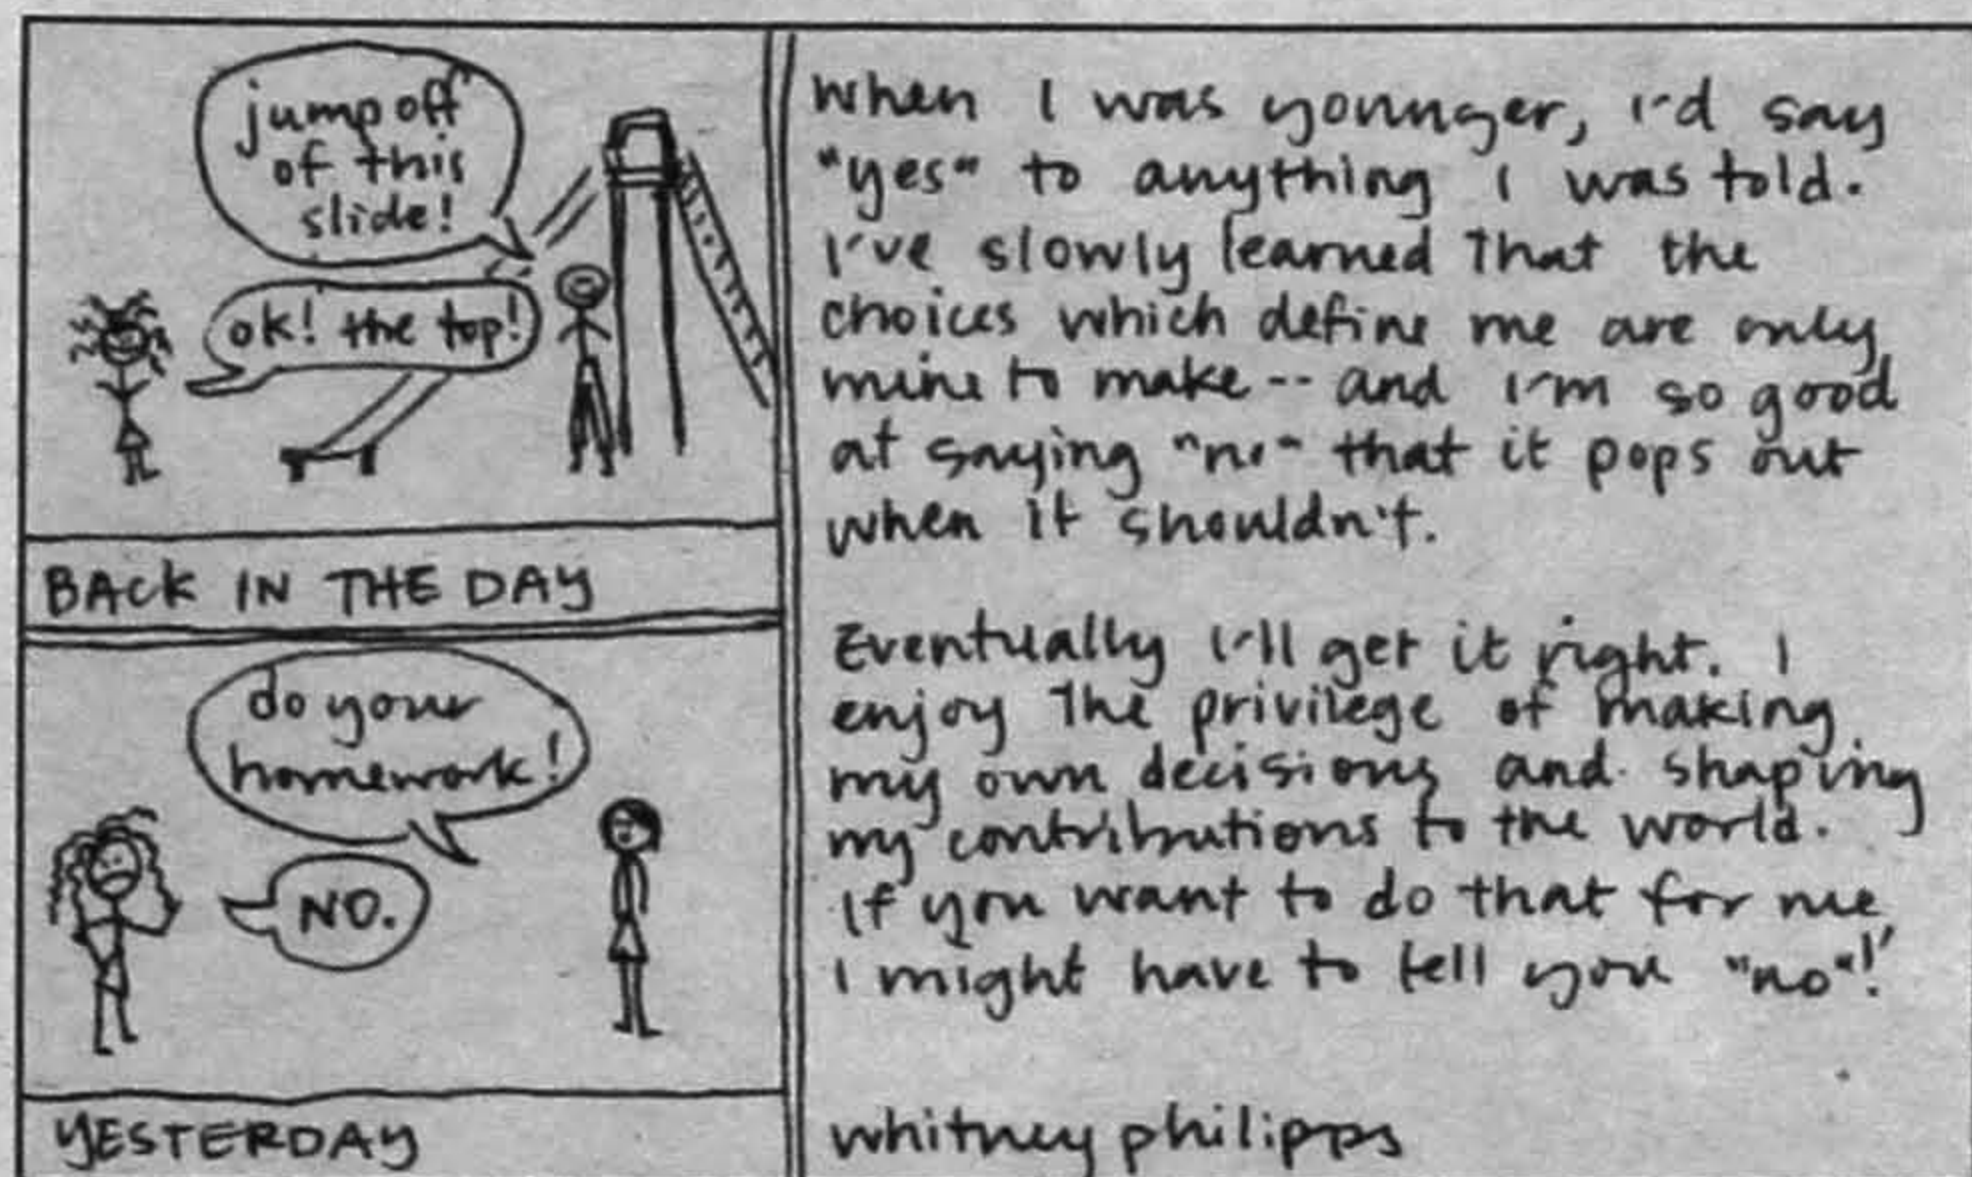 jump off
of this
slide!
ok! the top!
BACK IN THE DAY
do your
homework!
NO.
YESTERDAY
When I was younger, I'd say
"yes" to anything I was told.
I've slowly learned that the
choices which define me are only
mine to make -- and I'm so good
at saying "no" that it pops out
when it shouldn't.
Eventually I'll get it right. I
enjoy the privilege of making
my own decisions and shaping
my contributions to the world.
If you want to do that for me,
I might have to tell you "no"!
whitney philipps